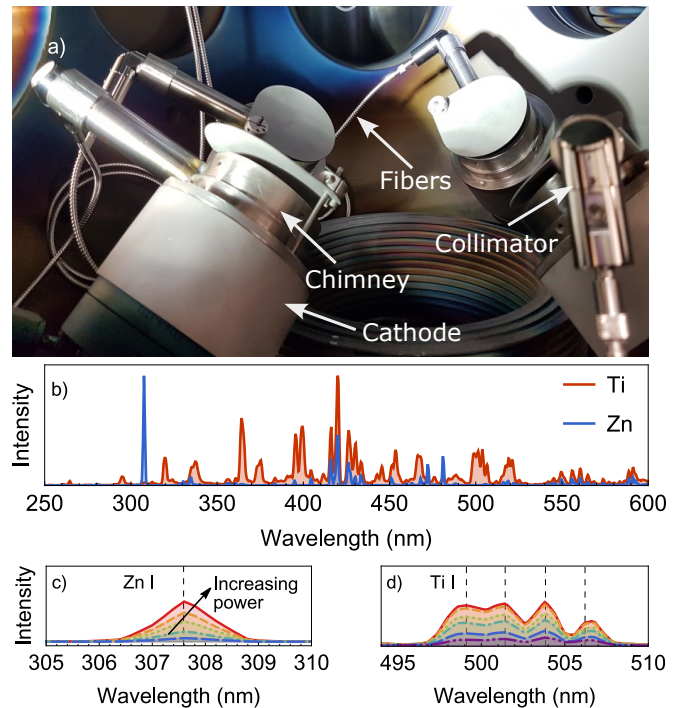 a)
Fibers
Collimator
Chimney
Cathode
b)
Ti
Zn
Intensity
250 300 350 400 450 500 550 600
Wavelength (nm)
c)
Zn I
Increasing
power
Intensity
305 306 307 308 309 310
Wavelength (nm)
d)
Ti I
495 500 505 510
Wavelength (nm)